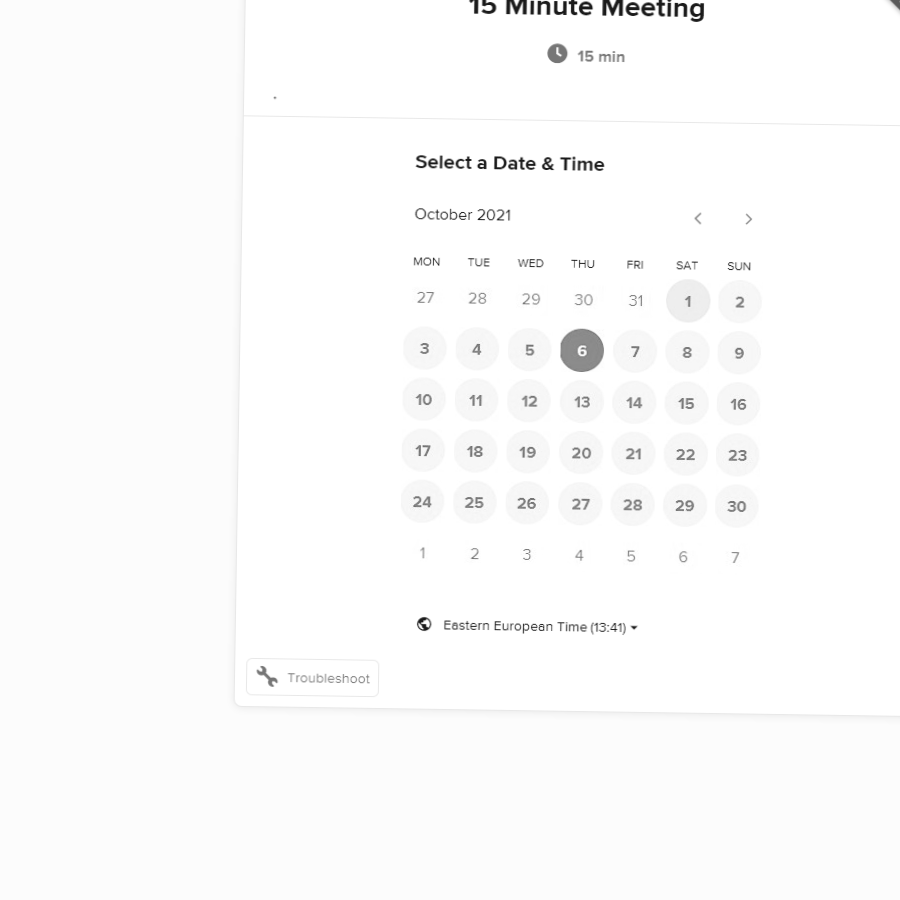 15 Minute Meeting
15 min
.
Select a Date & Time
October 2021
MON TUE WED THU FRI SAT SUN
27 28 29 30 31 1 2
3 4 5 6 7 8 9
10 11 12 13 14 15 16
17 18 19 20 21 22 23
24 25 26 27 28 29 30
1 2 3 4 5 6 7
Eastern European Time (13:41)
Troubleshoot